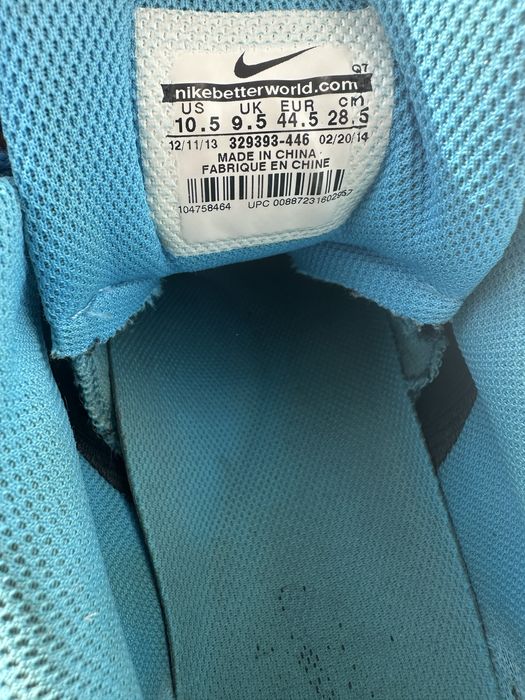 Q7
nikebetterworld.com
US UK EUR cm
10.5 9.5 44.5 28.5
12/11/13 329393-446 02/20/14
MADE IN CHINA
FABRIQUE EN CHINE
104758464 UPC 00887231602957